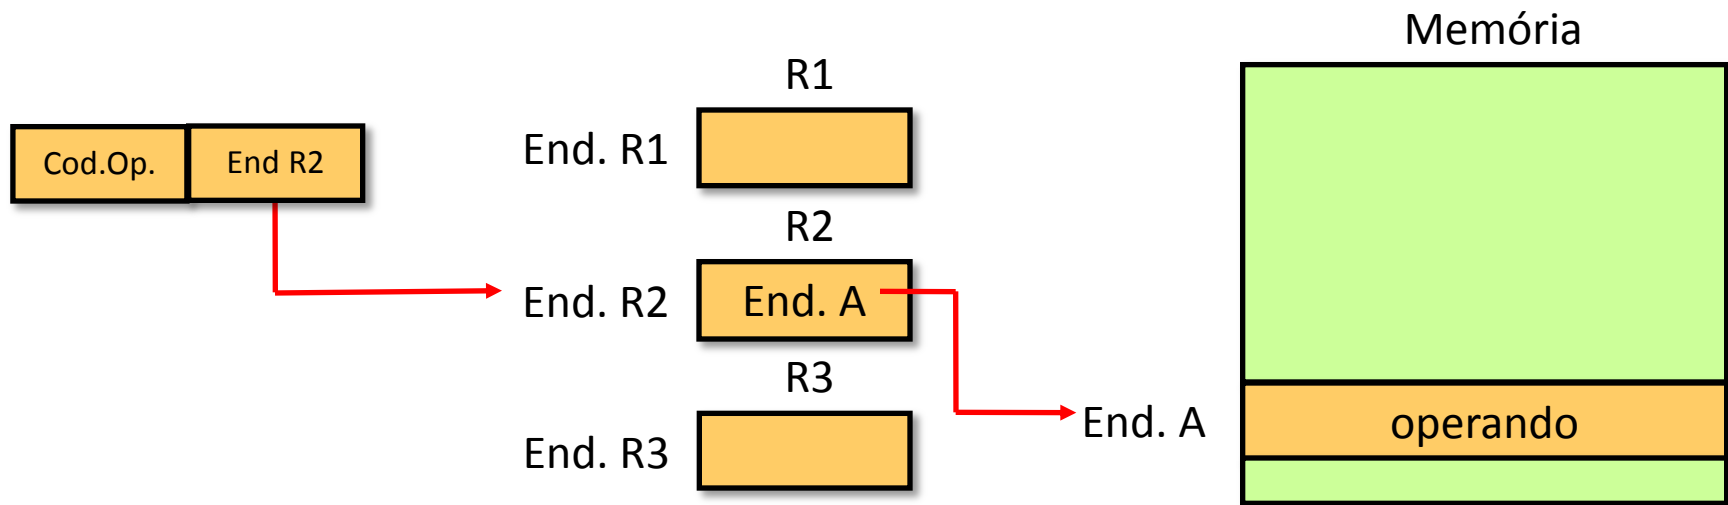 Memória
R1
Cod.Op. End R2
End. R1
R2
End. R2 End. A
R3
End. A operando
End. R3